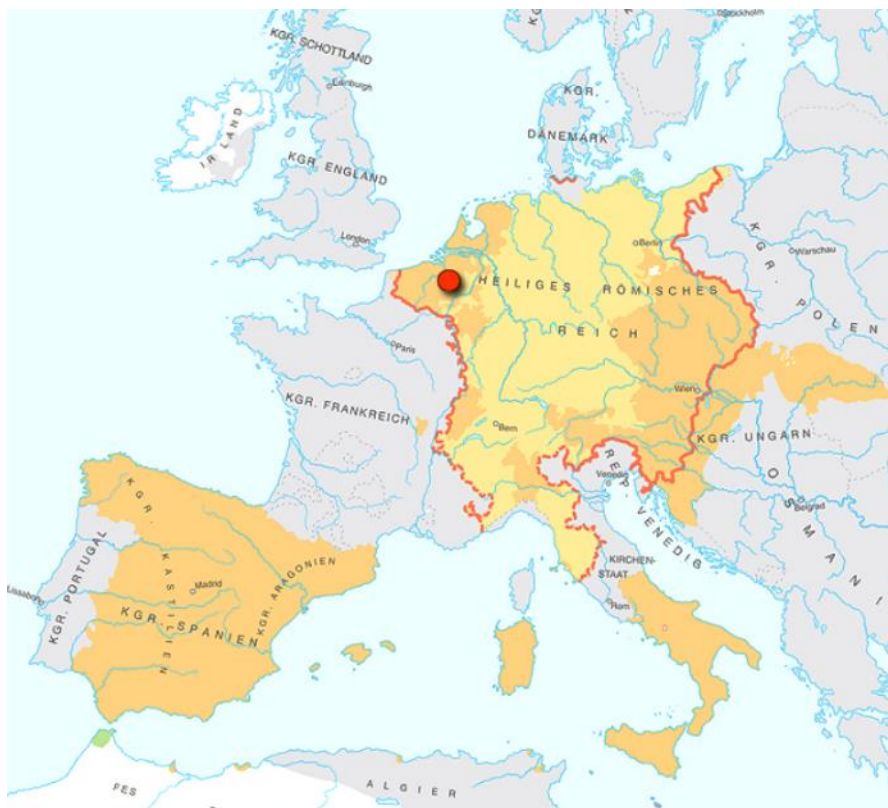 Stockholm
KGR. SCHOTTLAND
Edinburgh
KGR.
DÄNEMARK
IRLAND
KGR. ENGLAND
London
Berlin
Warschau
KGR. POLEN
HEILIGES RÖMISCHES
REICH
Paris
Wien
KGR. FRANKREICH
Bern
KGR. UNGARN
Venedig
REP. VENEDIG
Belgrad
OSMANI
KIRCHEN-
STAAT
Rom
KGR. PORTUGAL
Lissabon
KGR. KASTILIEN
Madrid
KGR. ARAGONIEN
KGR. SPANIEN
FES
ALGIER